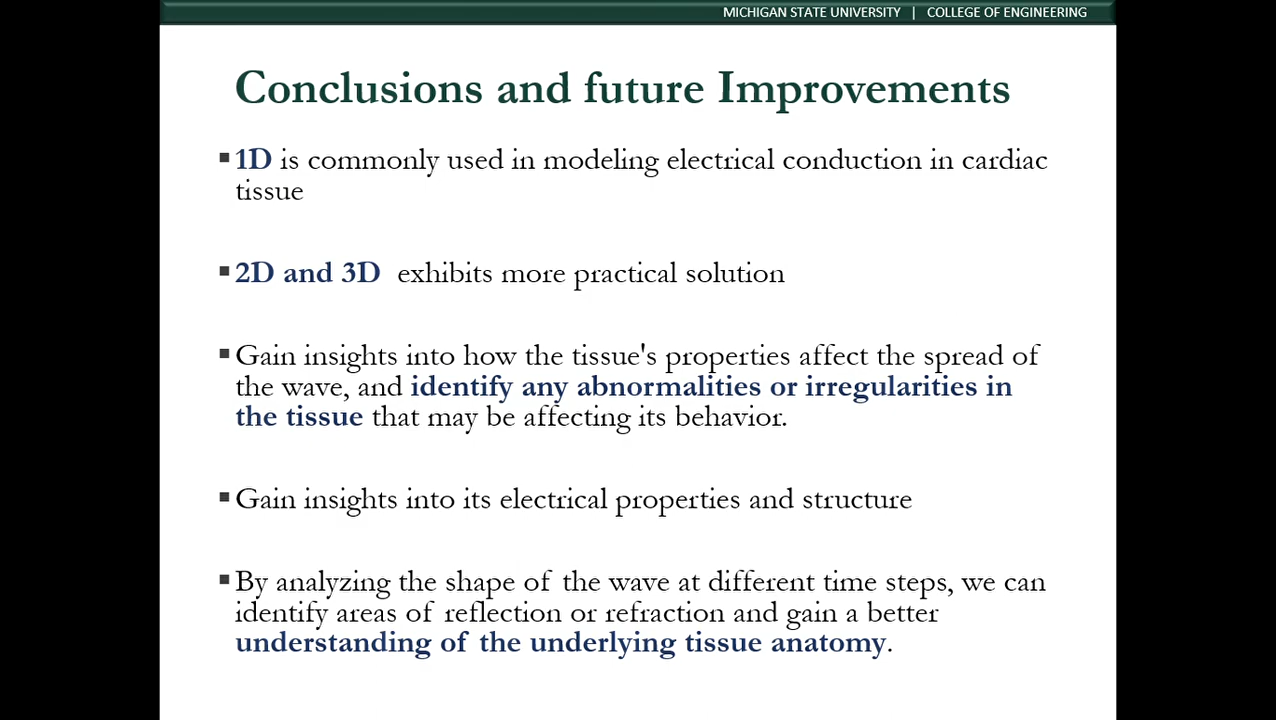 MICHIGAN STATE UNIVERSITY | COLLEGE OF ENGINEERING
Conclusions and future Improvements
▪ 1D is commonly used in modeling electrical conduction in cardiac
tissue
▪ 2D and 3D exhibits more practical solution
▪ Gain insights into how the tissue's properties affect the spread of
the wave, and identify any abnormalities or irregularities in
the tissue that may be affecting its behavior.
▪ Gain insights into its electrical properties and structure
▪ By analyzing the shape of the wave at different time steps, we can
identify areas of reflection or refraction and gain a better
understanding of the underlying tissue anatomy.